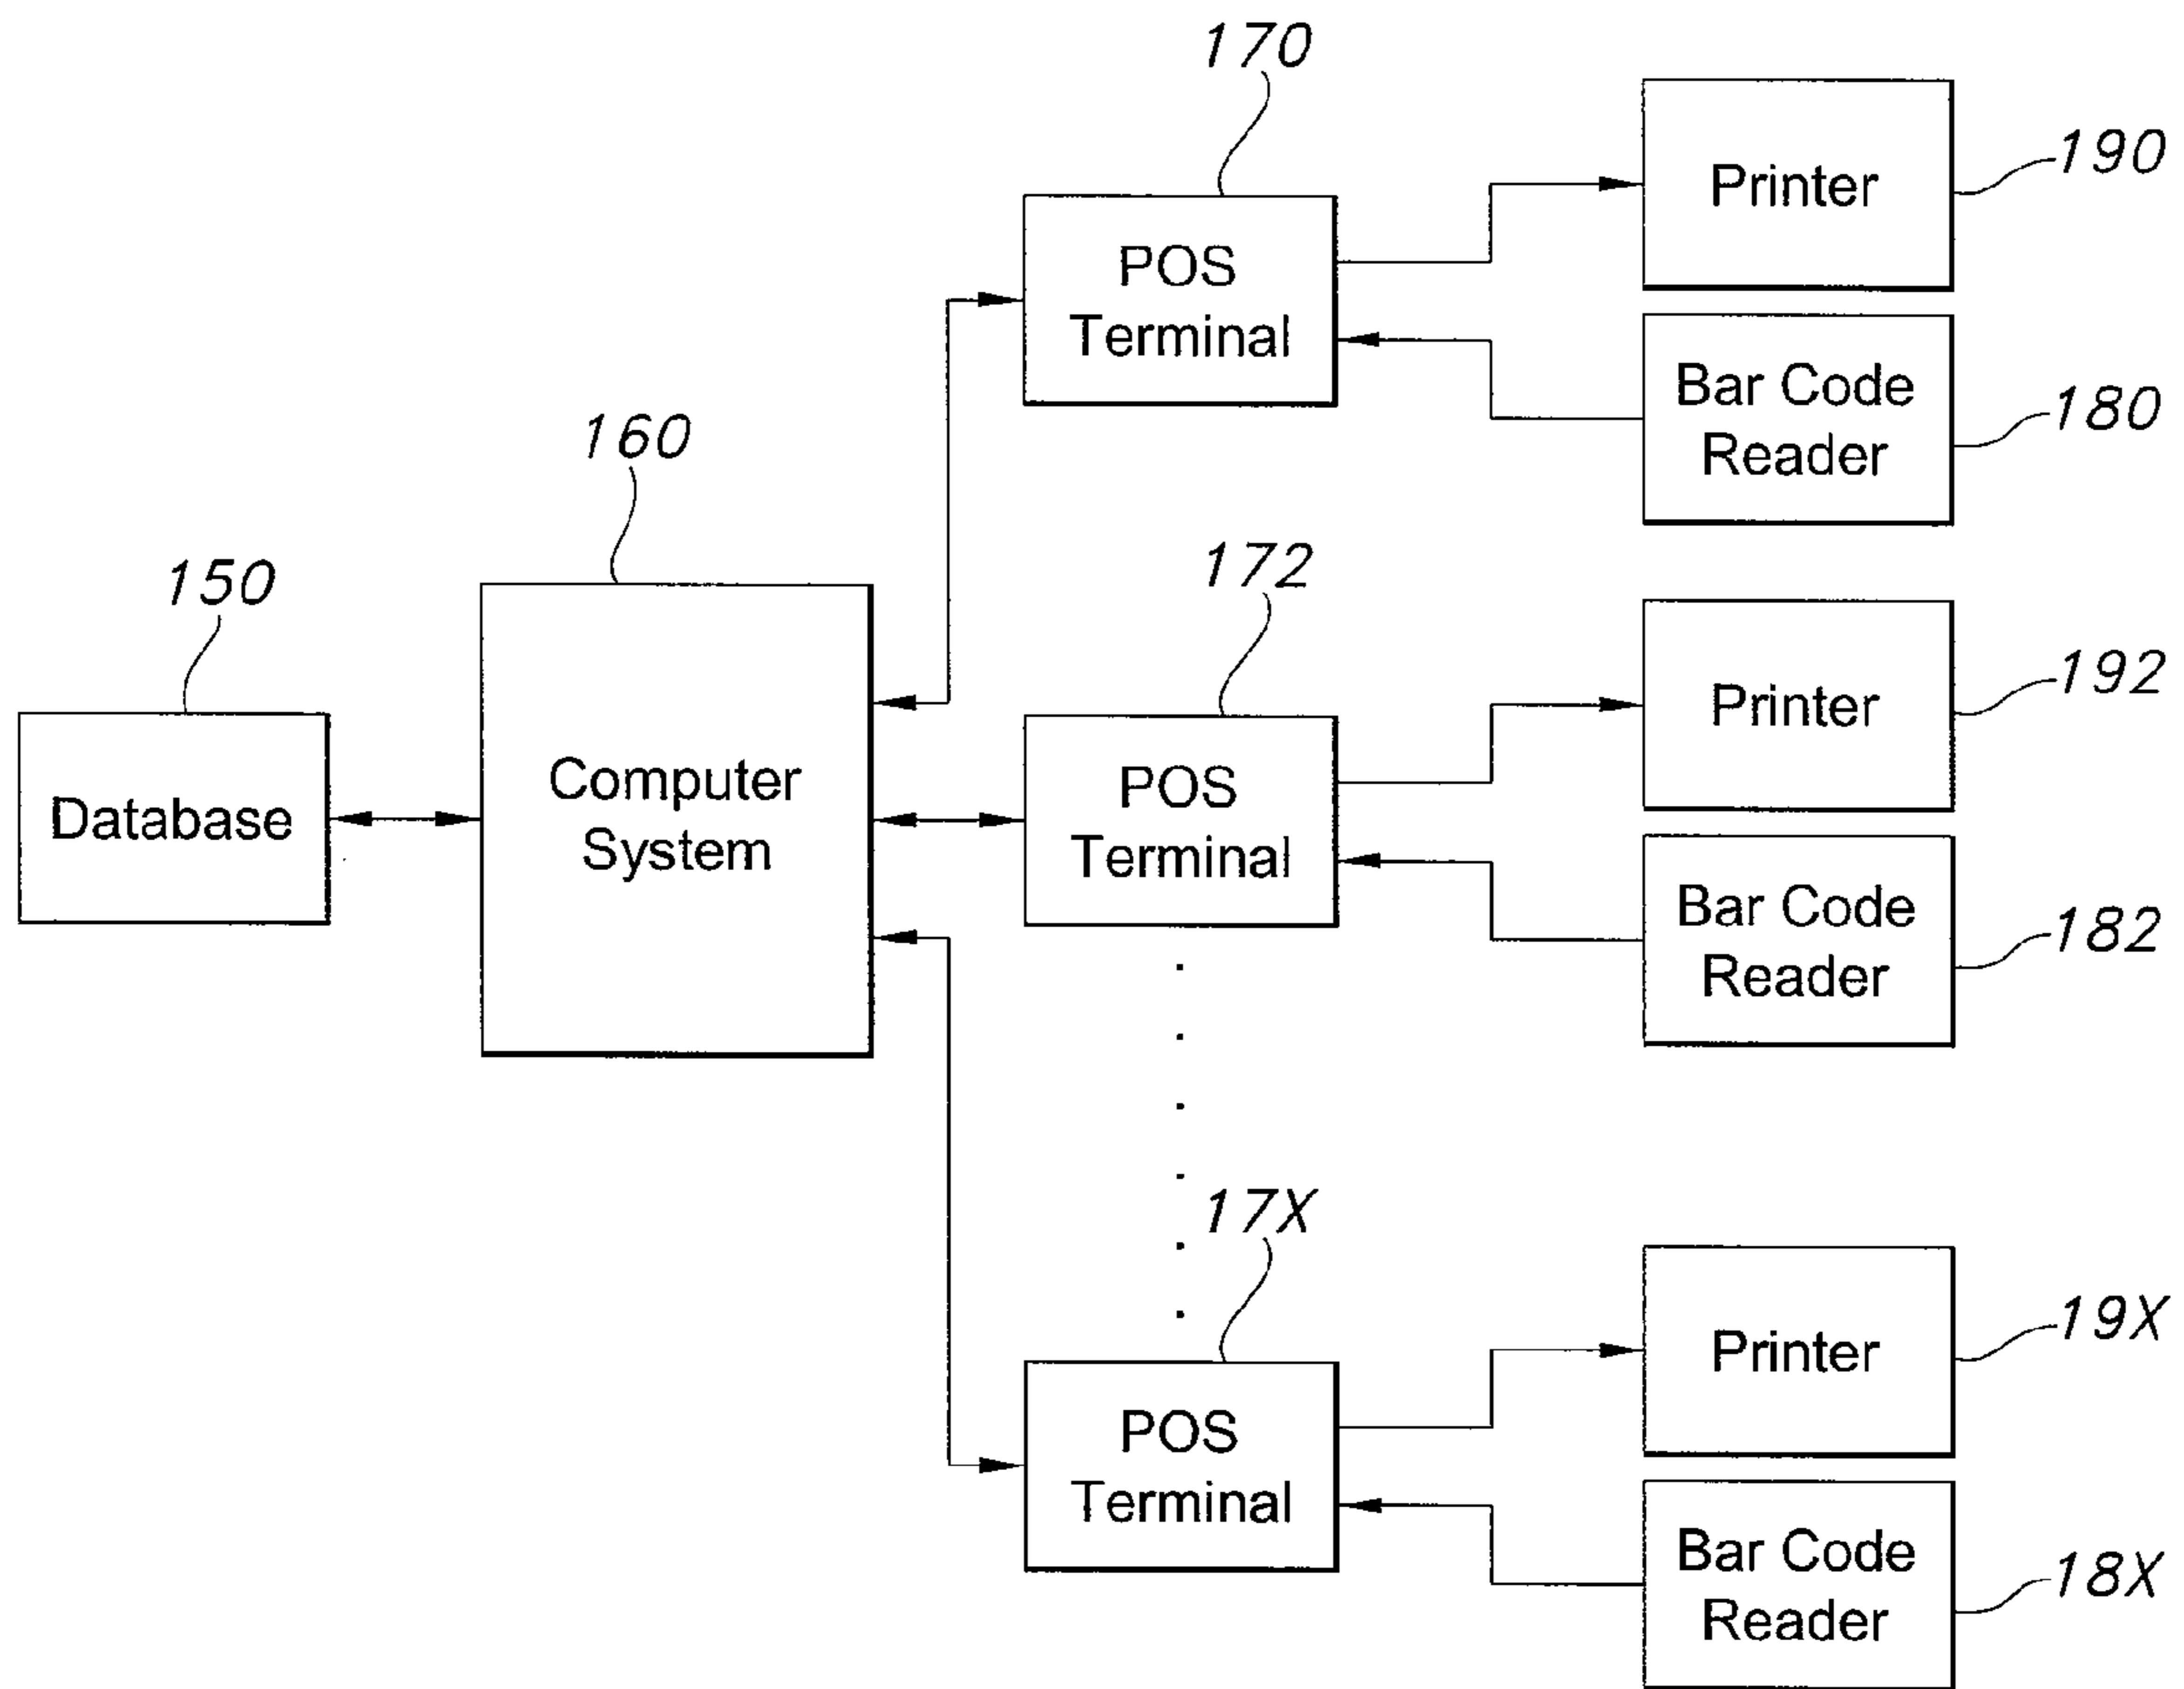 170
Printer
190
POS
Terminal
Bar Code
Reader
180
160
172
150
Printer
192
Computer
System
POS
Terminal
Database
Bar Code
Reader
182
17X
Printer
19X
POS
Terminal
Bar Code
Reader
18X